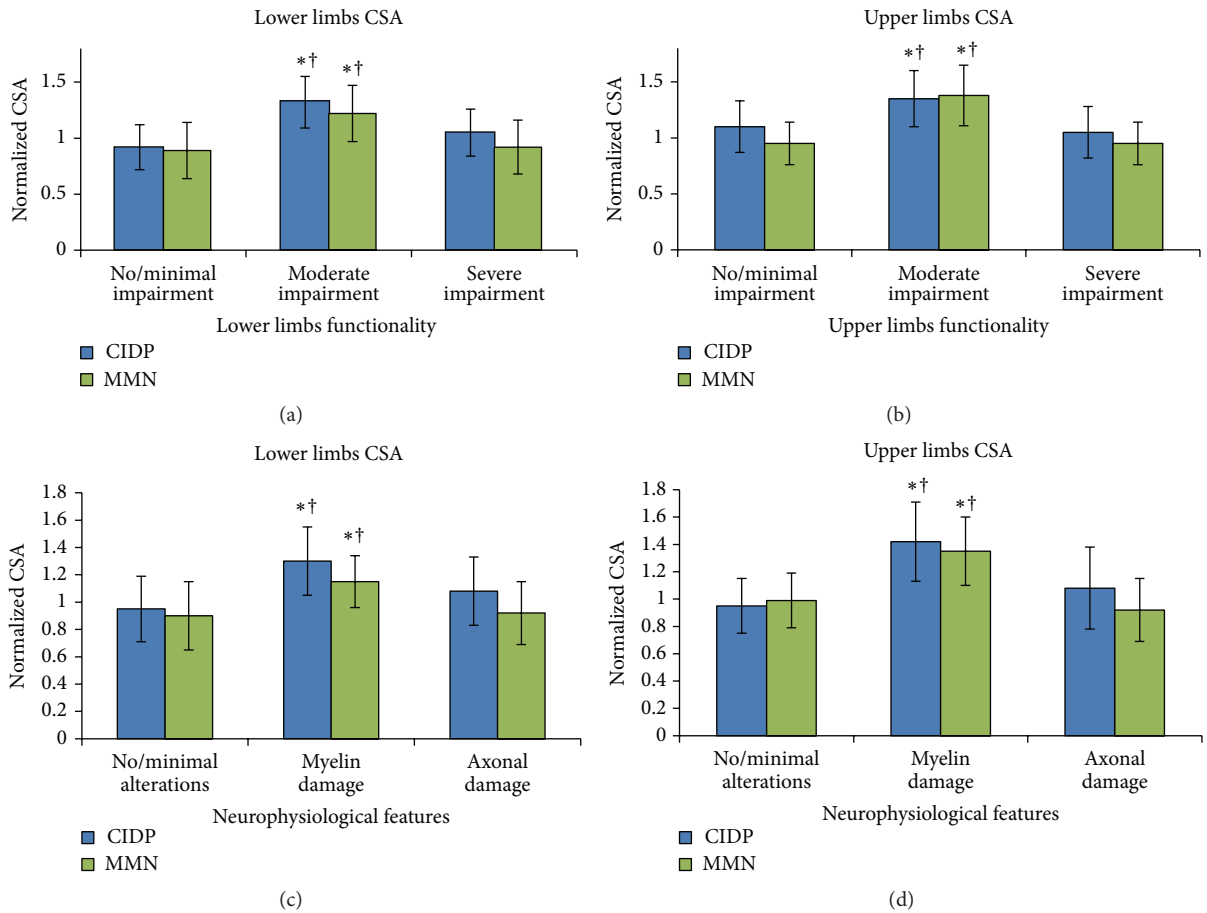 Lower limbs CSA
Normalized CSA
1.5
1
0.5
0
*†
*†
No/minimal impairment
Moderate impairment
Severe impairment
Lower limbs functionality
CIDP
MMN
(a)
Upper limbs CSA
Normalized CSA
1.5
1
0.5
0
*†
*†
No/minimal impairment
Moderate impairment
Severe impairment
Upper limbs functionality
CIDP
MMN
(b)
Lower limbs CSA
Normalized CSA
1.8
1.6
1.4
1.2
1
0.8
0.6
0.4
0.2
0
*†
*†
No/minimal alterations
Myelin damage
Axonal damage
Neurophysiological features
CIDP
MMN
(c)
Upper limbs CSA
Normalized CSA
1.8
1.6
1.4
1.2
1
0.8
0.6
0.4
0.2
0
*†
*†
No/minimal alterations
Myelin damage
Axonal damage
Neurophysiological features
CIDP
MMN
(d)